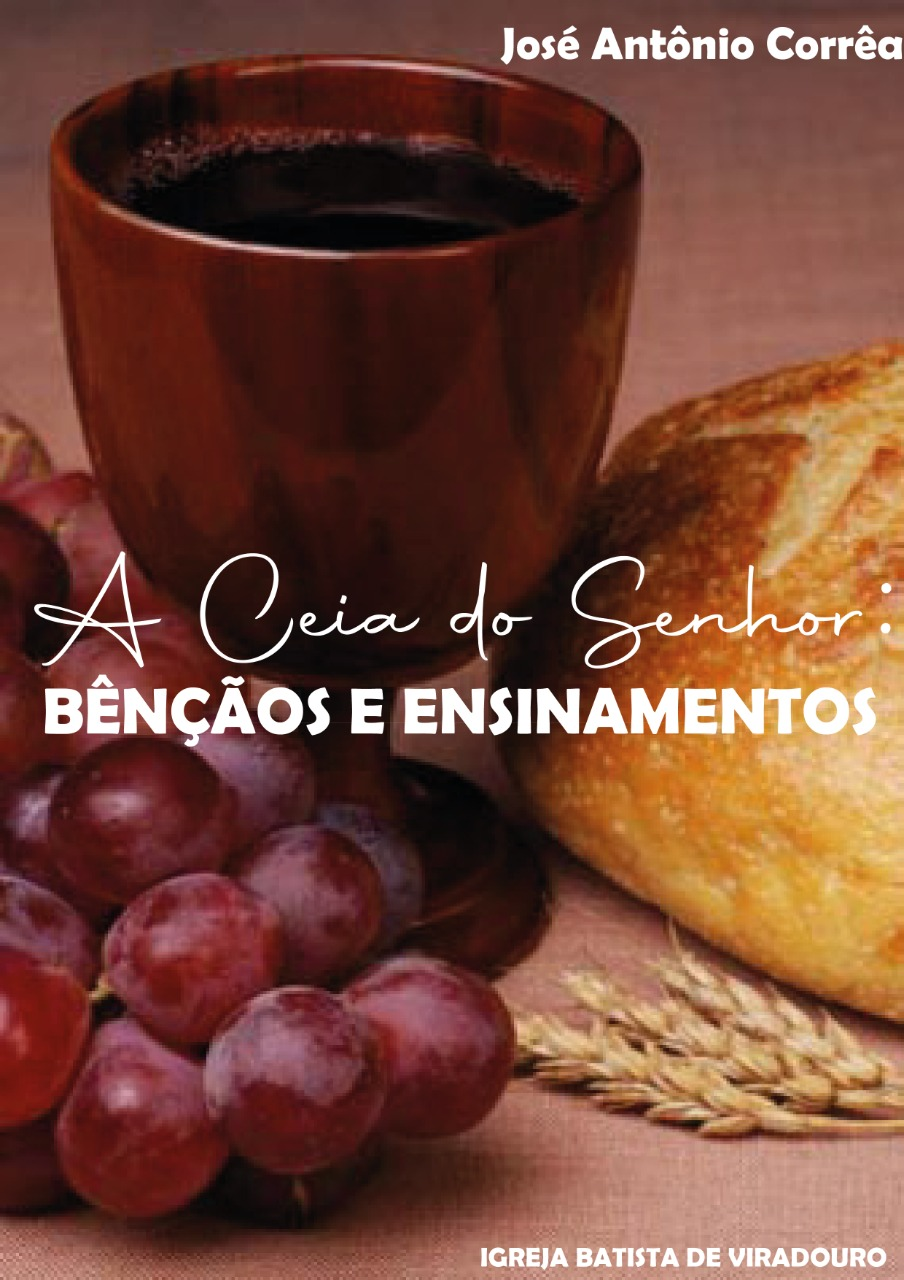 José Antônio Corrêa
A Ceia do Senhor:
BÊNÇÃOS E ENSINAMENTOS
IGREJA BATISTA DE VIRADOURO